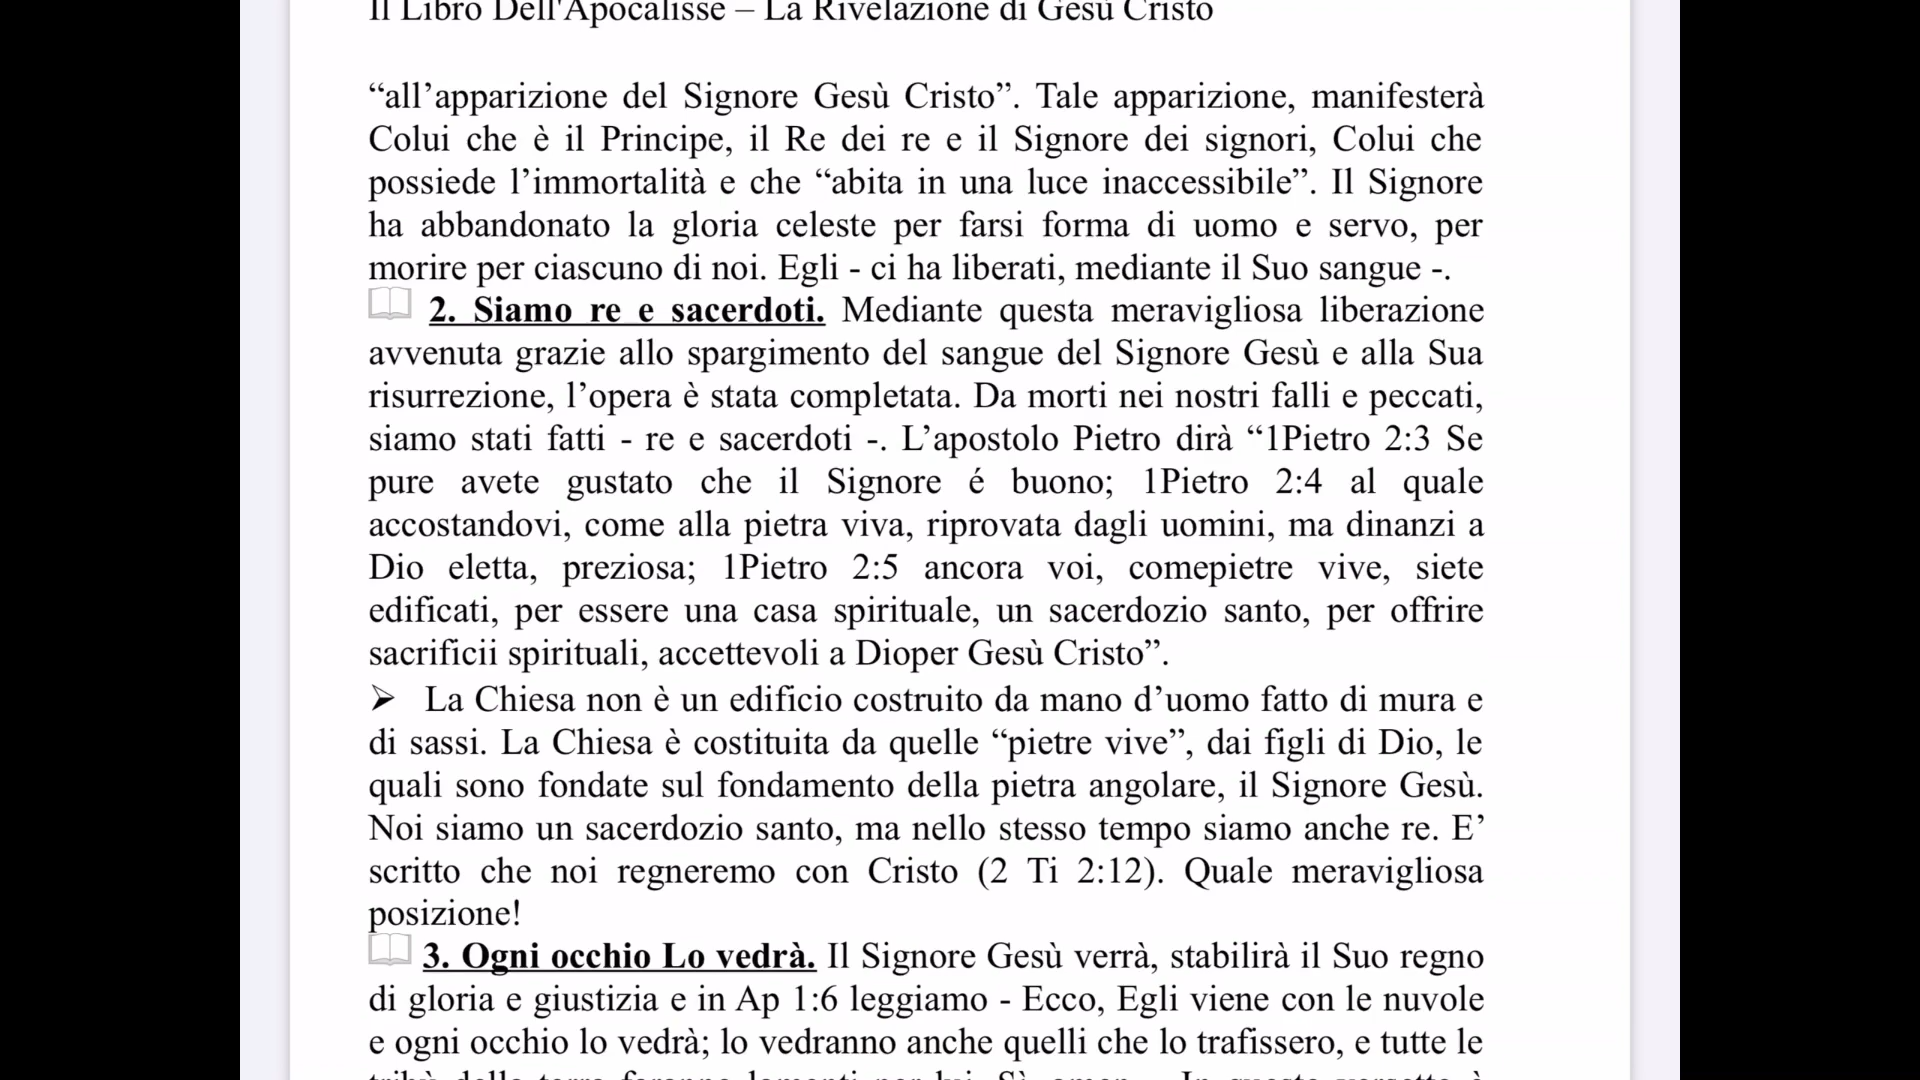 Il Libro Dell'Apocalisse – La Rivelazione di Gesù Cristo
“all’apparizione del Signore Gesù Cristo”. Tale apparizione, manifesterà
Colui che è il Principe, il Re dei re e il Signore dei signori, Colui che
possiede l’immortalità e che “abita in una luce inaccessibile”. Il Signore
ha abbandonato la gloria celeste per farsi forma di uomo e servo, per
morire per ciascuno di noi. Egli - ci ha liberati, mediante il Suo sangue -.
2. Siamo re e sacerdoti. Mediante questa meravigliosa liberazione
avvenuta grazie allo spargimento del sangue del Signore Gesù e alla Sua
risurrezione, l’opera è stata completata. Da morti nei nostri falli e peccati,
siamo stati fatti - re e sacerdoti -. L’apostolo Pietro dirà “1Pietro 2:3 Se
pure avete gustato che il Signore é buono; 1Pietro 2:4 al quale
accostandovi, come alla pietra viva, riprovata dagli uomini, ma dinanzi a
Dio eletta, preziosa; 1Pietro 2:5 ancora voi, comepietre vive, siete
edificati, per essere una casa spirituale, un sacerdozio santo, per offrire
sacrificii spirituali, accettevoli a Dioper Gesù Cristo”.
➢ La Chiesa non è un edificio costruito da mano d’uomo fatto di mura e
di sassi. La Chiesa è costituita da quelle “pietre vive”, dai figli di Dio, le
quali sono fondate sul fondamento della pietra angolare, il Signore Gesù.
Noi siamo un sacerdozio santo, ma nello stesso tempo siamo anche re. E’
scritto che noi regneremo con Cristo (2 Ti 2:12). Quale meravigliosa
posizione!
3. Ogni occhio Lo vedrà. Il Signore Gesù verrà, stabilirà il Suo regno
di gloria e giustizia e in Ap 1:6 leggiamo - Ecco, Egli viene con le nuvole
e ogni occhio lo vedrà; lo vedranno anche quelli che lo trafissero, e tutte le